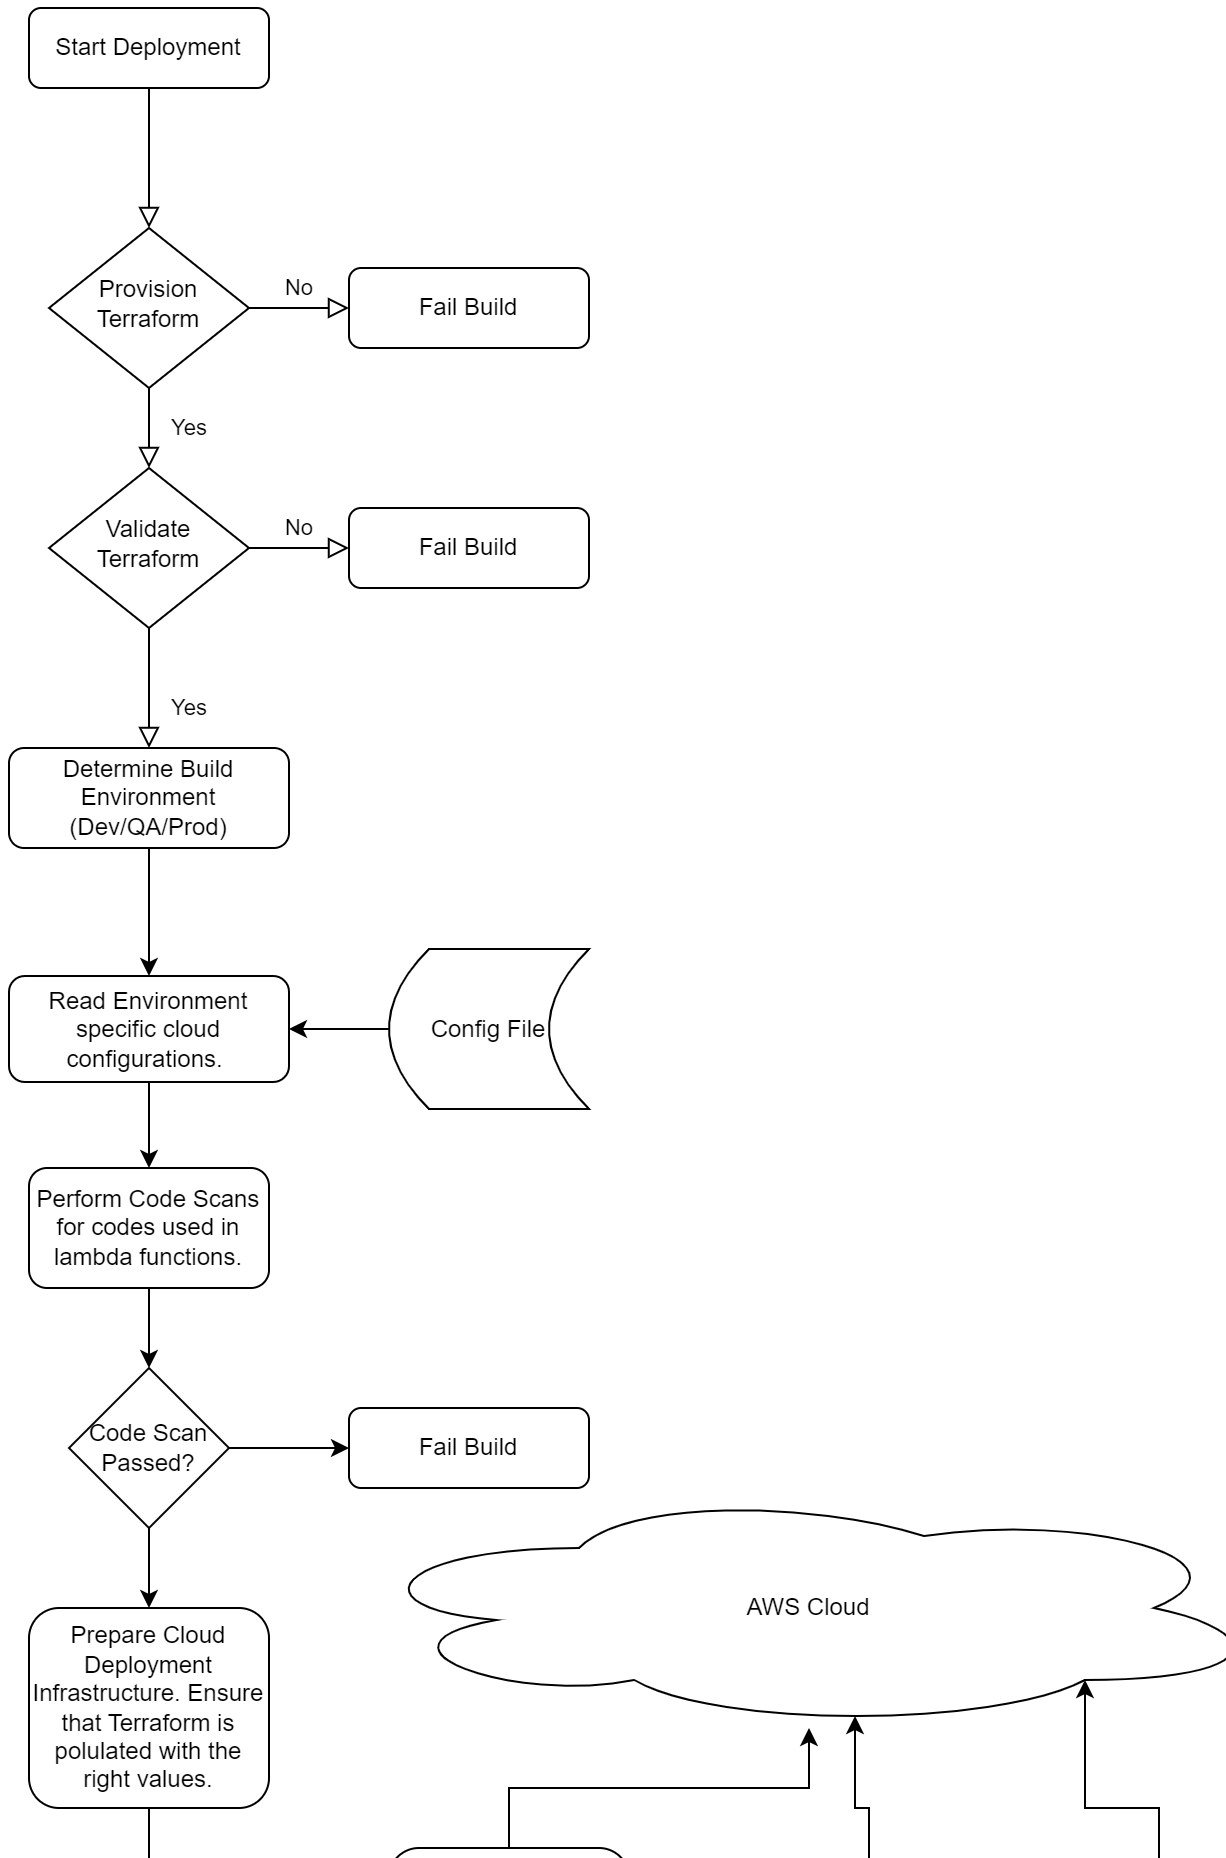 Start Deployment
Provision
Terraform
No
Fail Build
Yes
Validate
Terraform
No
Fail Build
Yes
Determine Build
Environment
(Dev/QA/Prod)
Read Environment
specific cloud
configurations.
Config File
Perform Code Scans
for codes used in
lambda functions.
Code Scan
Passed?
Fail Build
AWS Cloud
Prepare Cloud
Deployment
Infrastructure. Ensure
that Terraform is
polulated with the
right values.